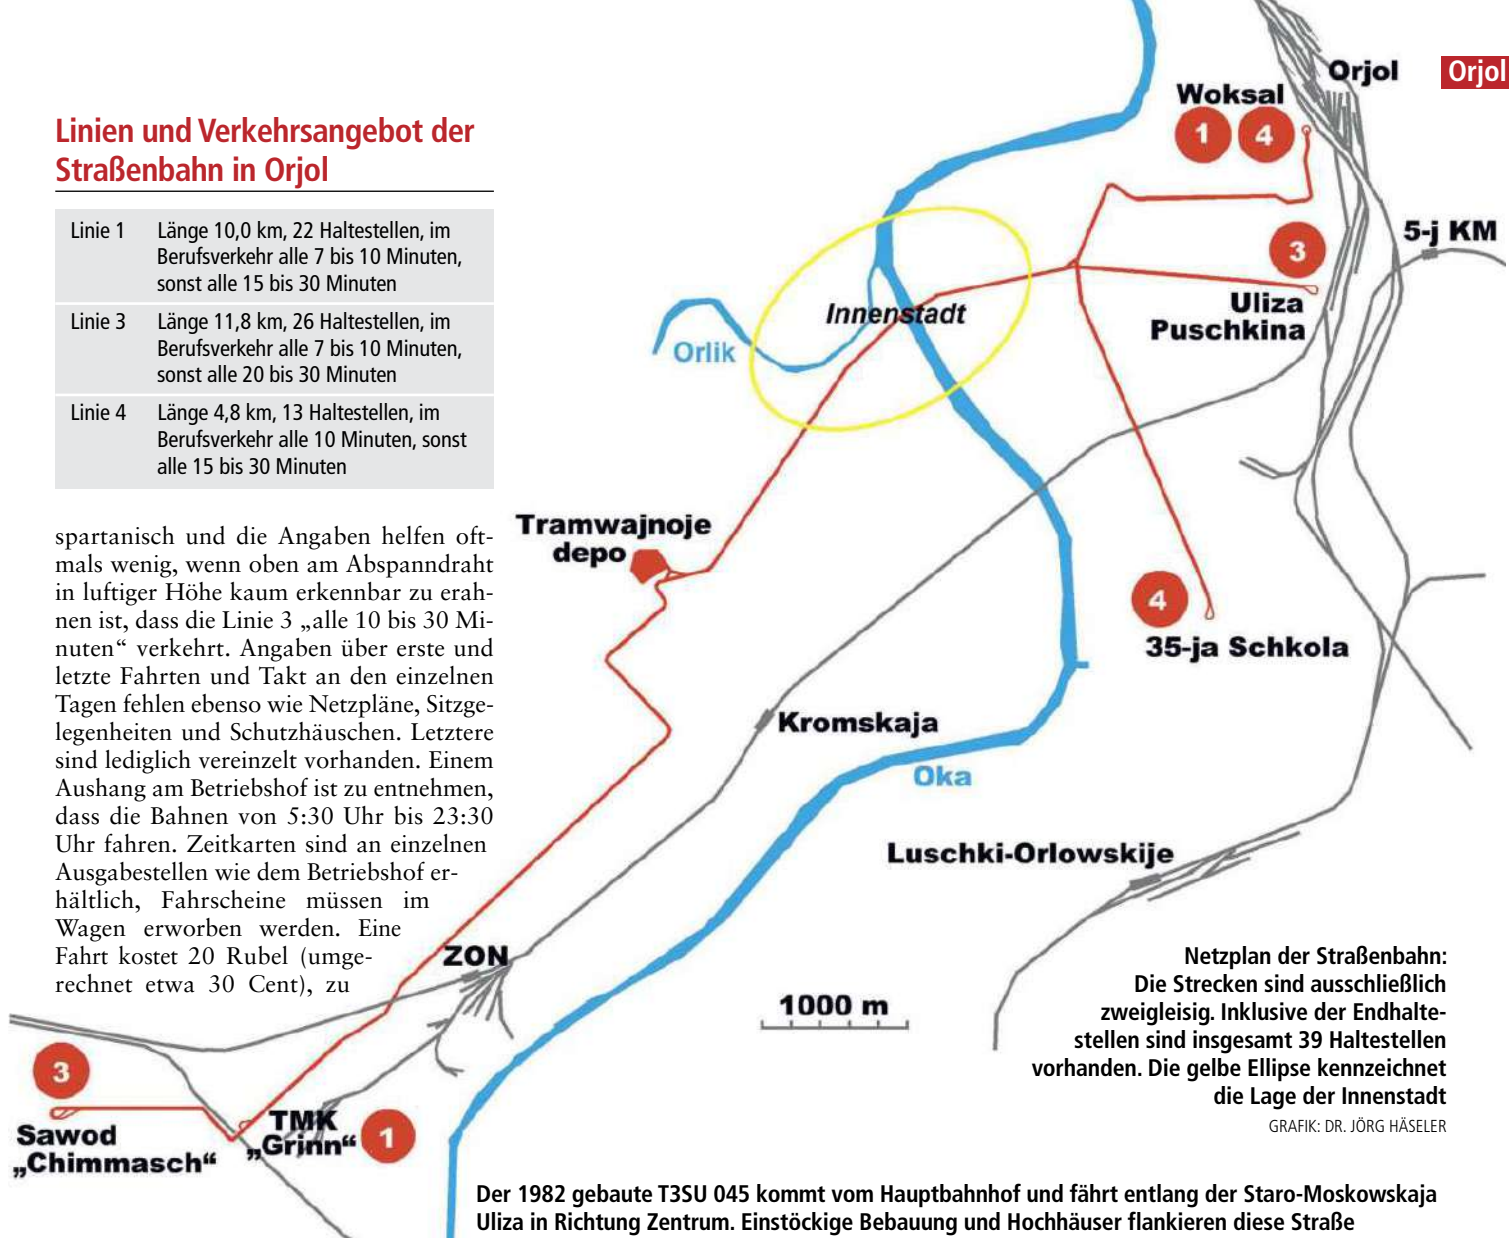 Orjol
Linien und Verkehrsangebot der
Straßenbahn in Orjol
Linie 1 Länge 10,0 km, 22 Haltestellen, im
Berufsverkehr alle 7 bis 10 Minuten,
sonst alle 15 bis 30 Minuten
Linie 3 Länge 11,8 km, 26 Haltestellen, im
Berufsverkehr alle 7 bis 10 Minuten,
sonst alle 20 bis 30 Minuten
Linie 4 Länge 4,8 km, 13 Haltestellen, im
Berufsverkehr alle 10 Minuten, sonst
alle 15 bis 30 Minuten
spartanisch und die Angaben helfen oft-
mals wenig, wenn oben am Abspanndraht
in luftiger Höhe kaum erkennbar zu erah-
nen ist, dass die Linie 3 „alle 10 bis 30 Mi-
nuten“ verkehrt. Angaben über erste und
letzte Fahrten und Takt an den einzelnen
Tagen fehlen ebenso wie Netzpläne, Sitzge-
legenheiten und Schutzhäuschen. Letztere
sind lediglich vereinzelt vorhanden. Einem
Aushang am Betriebshof ist zu entnehmen,
dass die Bahnen von 5:30 Uhr bis 23:30
Uhr fahren. Zeitkarten sind an einzelnen
Ausgabestellen wie dem Betriebshof er-
hältlich, Fahrscheine müssen im
Wagen erworben werden. Eine
Fahrt kostet 20 Rubel (umge-
rechnet etwa 30 Cent), zu
Orjol
Woksal
1 4
5-j KM
3
Uliza
Puschkina
Innenstadt
Orlik
Tramwajnoje
depo
4
35-ja Schkola
Kromskaja
Oka
Luschki-Orlowskije
ZON
1000 m
3
Sawod
„Chimmasch“
TMK
„Grinn“
1
Netzplan der Straßenbahn:
Die Strecken sind ausschließlich
zweigleisig. Inklusive der Endhalte-
stellen sind insgesamt 39 Haltestellen
vorhanden. Die gelbe Ellipse kennzeichnet
die Lage der Innenstadt
GRAFIK: DR. JÖRG HÄSELER
Der 1982 gebaute T3SU 045 kommt vom Hauptbahnhof und fährt entlang der Staro-Moskowskaja
Uliza in Richtung Zentrum. Einstöckige Bebauung und Hochhäuser flankieren diese Straße